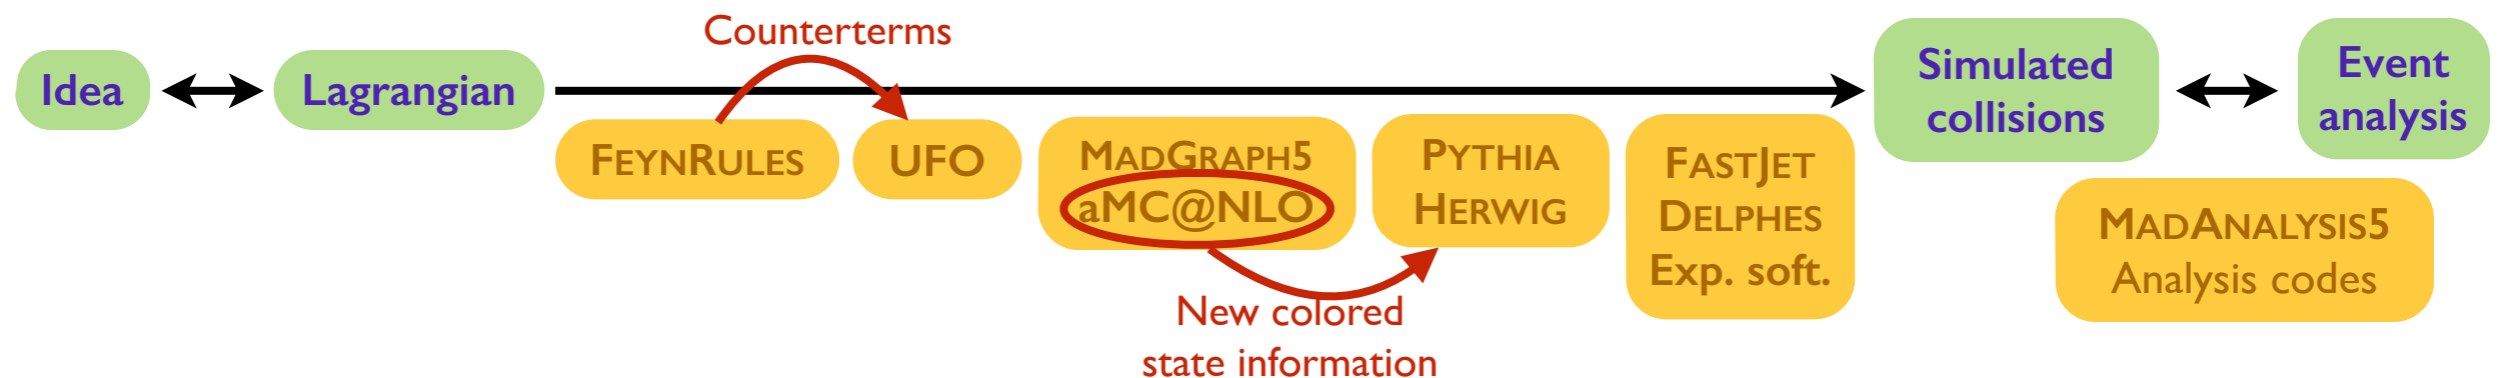 Counterterms
Idea
Lagrangian
Simulated
collisions
Event
analysis
FEYNRULES
UFO
MADGRAPH5
aMC@NLO
PYTHIA
HERWIG
FASTJET
DELPHES
Exp. soft.
MADANALYSIS5
Analysis codes
New colored
state information